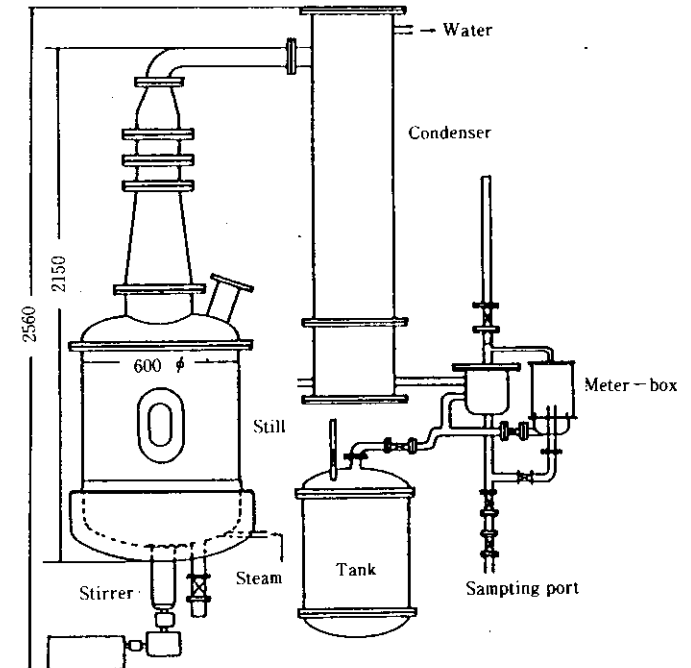 Water
Condenser
2150
2560
600 φ
Meter-box
Still
Tank
Steam
Stirrer
Sampting port